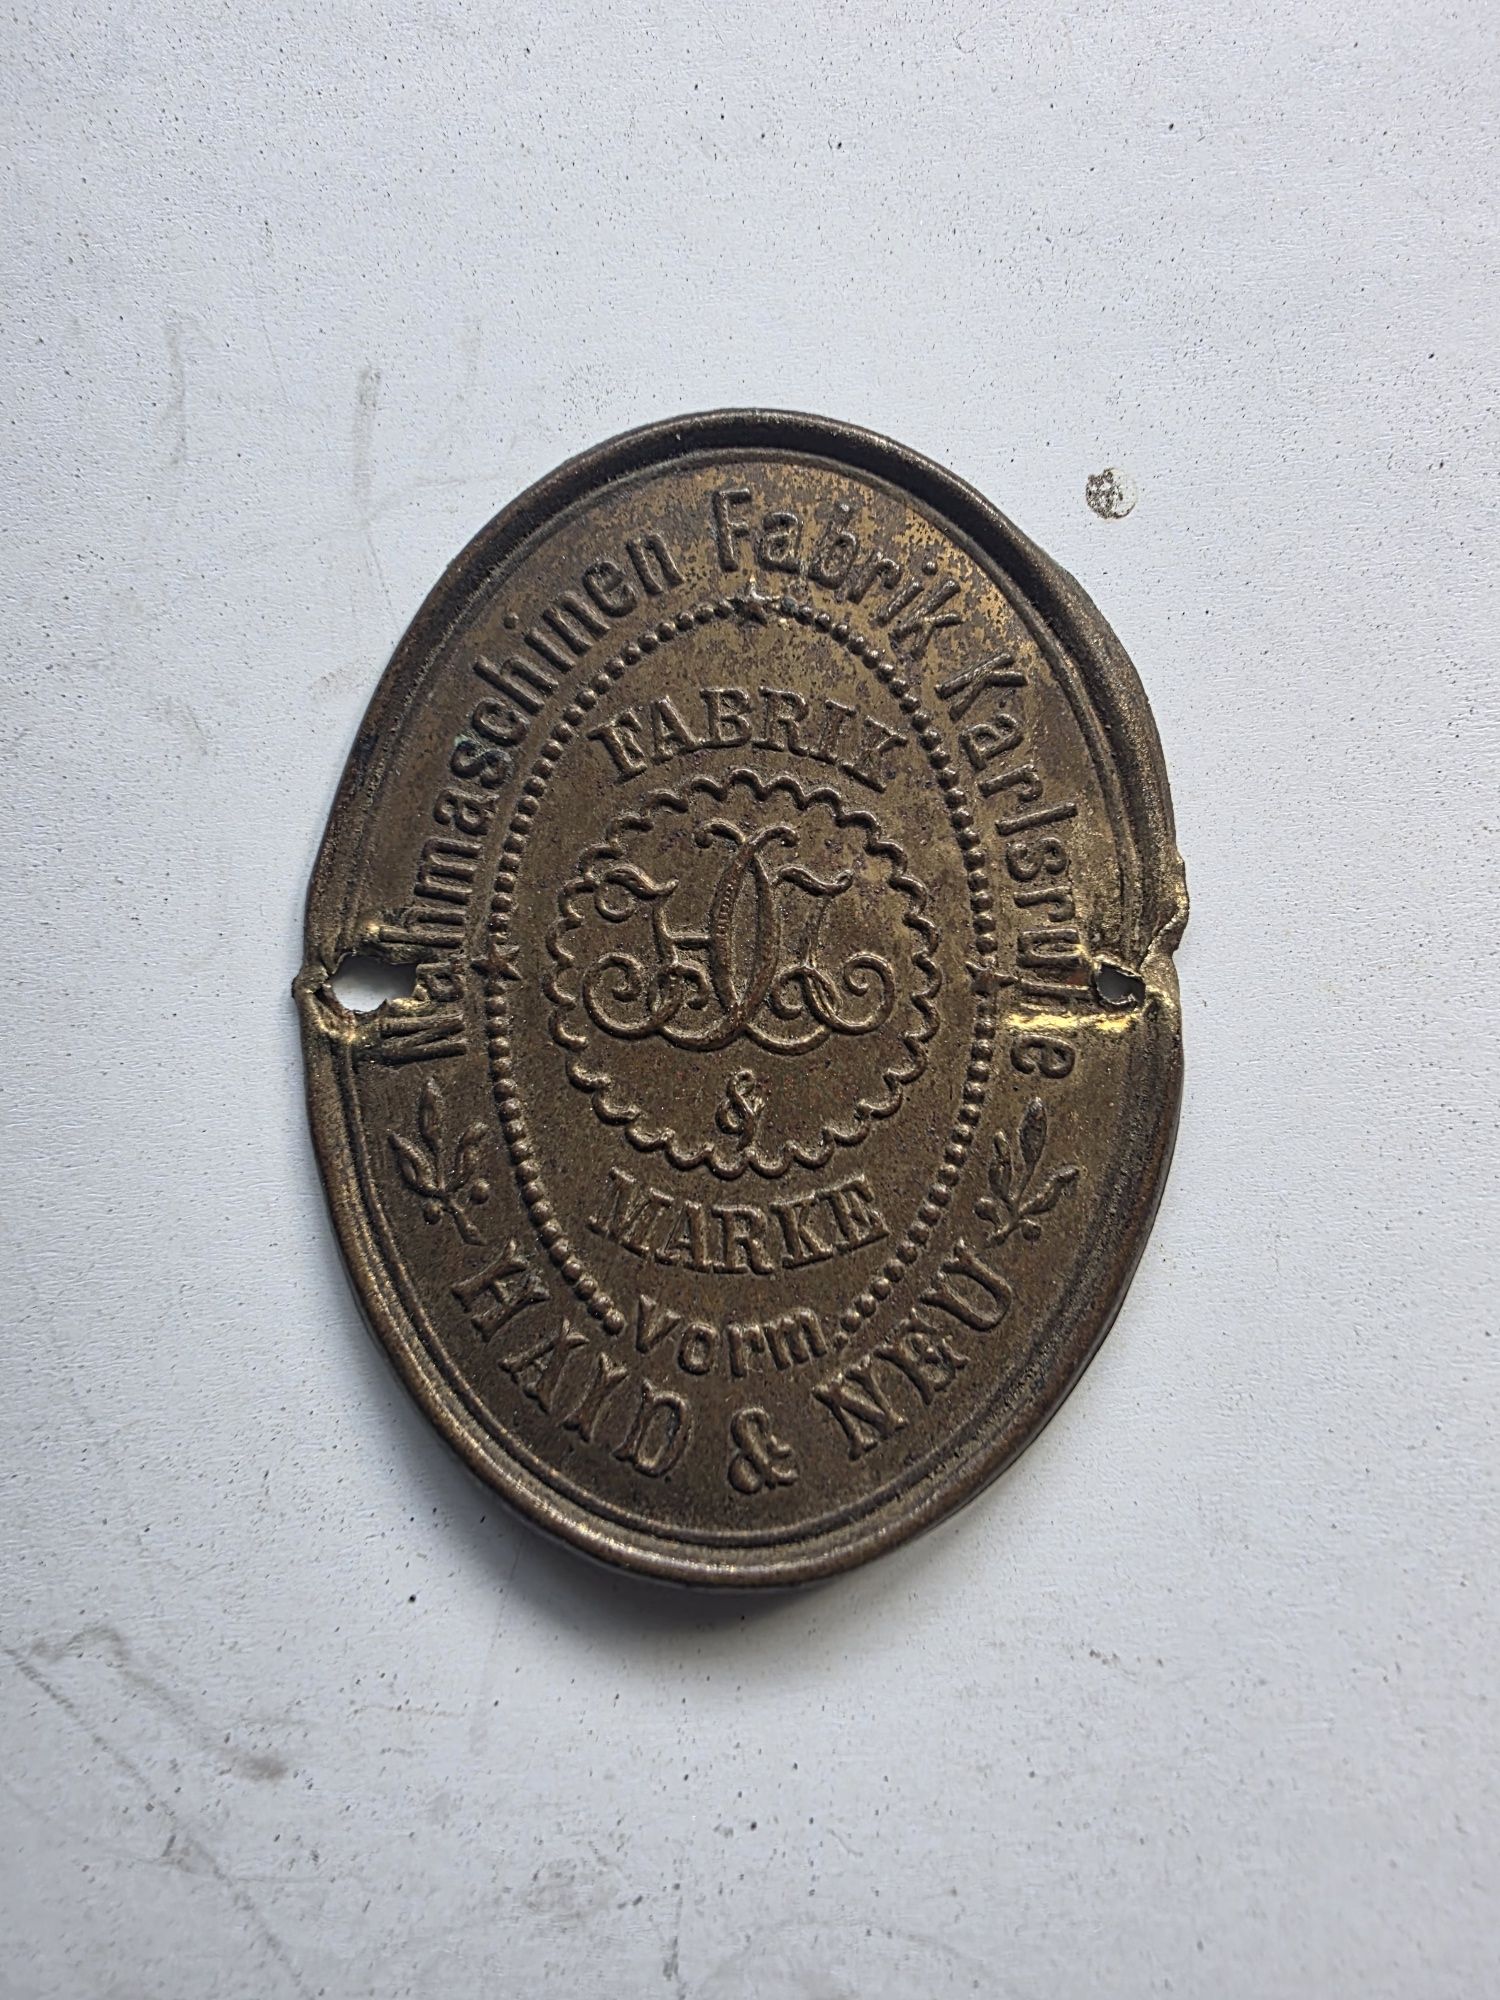 Nähmaschinen Fabrik Karlsruhe
FABRIK
&
MARKE
vorm.
HAID & NEU